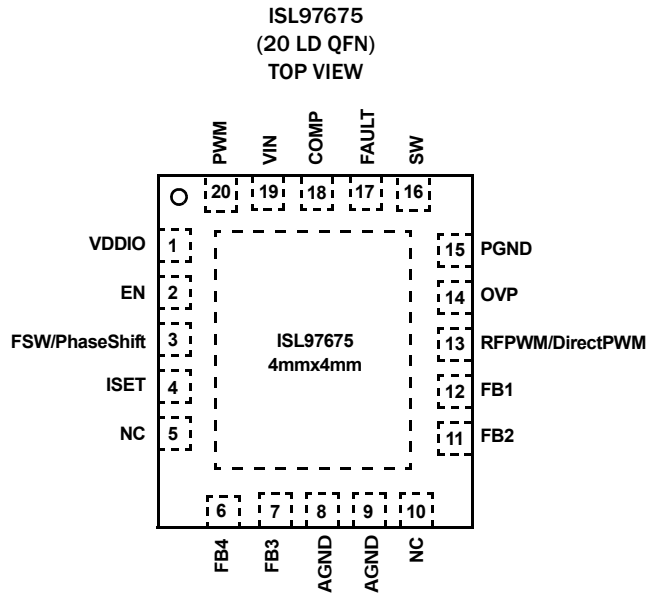 ISL97675
(20 LD QFN)
TOP VIEW
PWM
VIN
COMP
FAULT
SW
20
19
18
17
16
VDDIO 1
EN 2
FSW/PhaseShift 3
ISET 4
NC 5
ISL97675
4mmx4mm
15 PGND
14 OVP
13 RFPWM/DirectPWM
12 FB1
11 FB2
6
7
8
9
10
FB4
FB3
AGND
AGND
NC